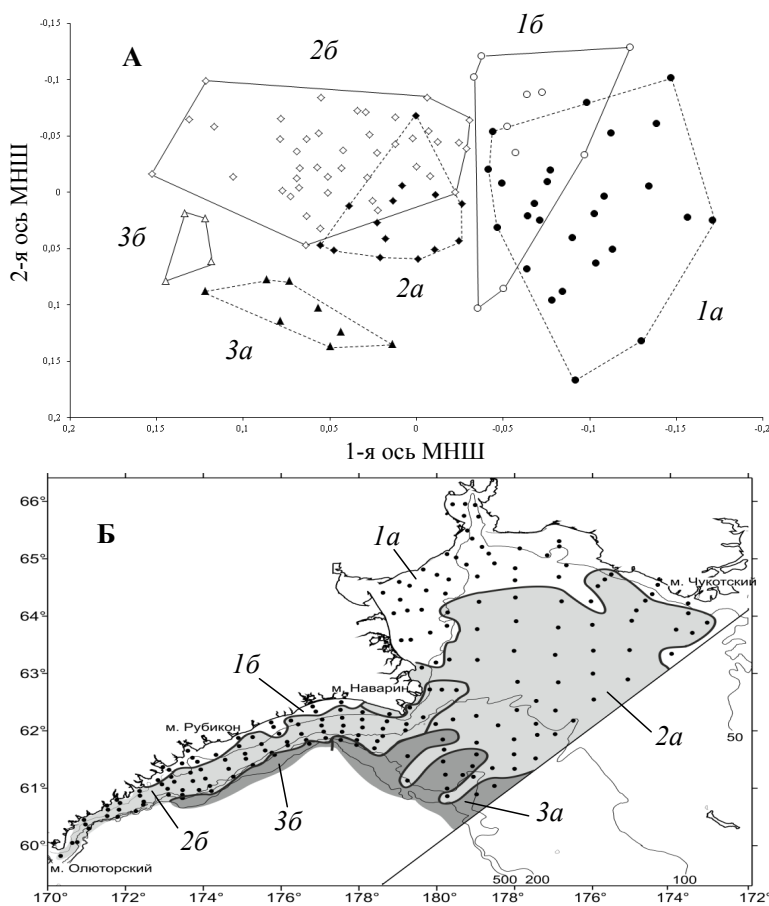 -0,15
-0,1
-0,05
0
0,05
0,1
0,15
0,2
2-я ось МНШ
А
2б
1б
3б
2а
3а
1а
0,2 0,15 0,1 0,05 0 -0,05 -0,1 -0,15 -0,2
1-я ось МНШ
Б
66°
65°
64°
63°
62°
61°
60°
1а
м. Чукотский
1б
м. Наварин
м. Рубикон
2а
50
3б
3а
2б
м. Олюторский
500 200
100
170° 172° 174° 176° 178° 180° 178° 176° 174° 172°